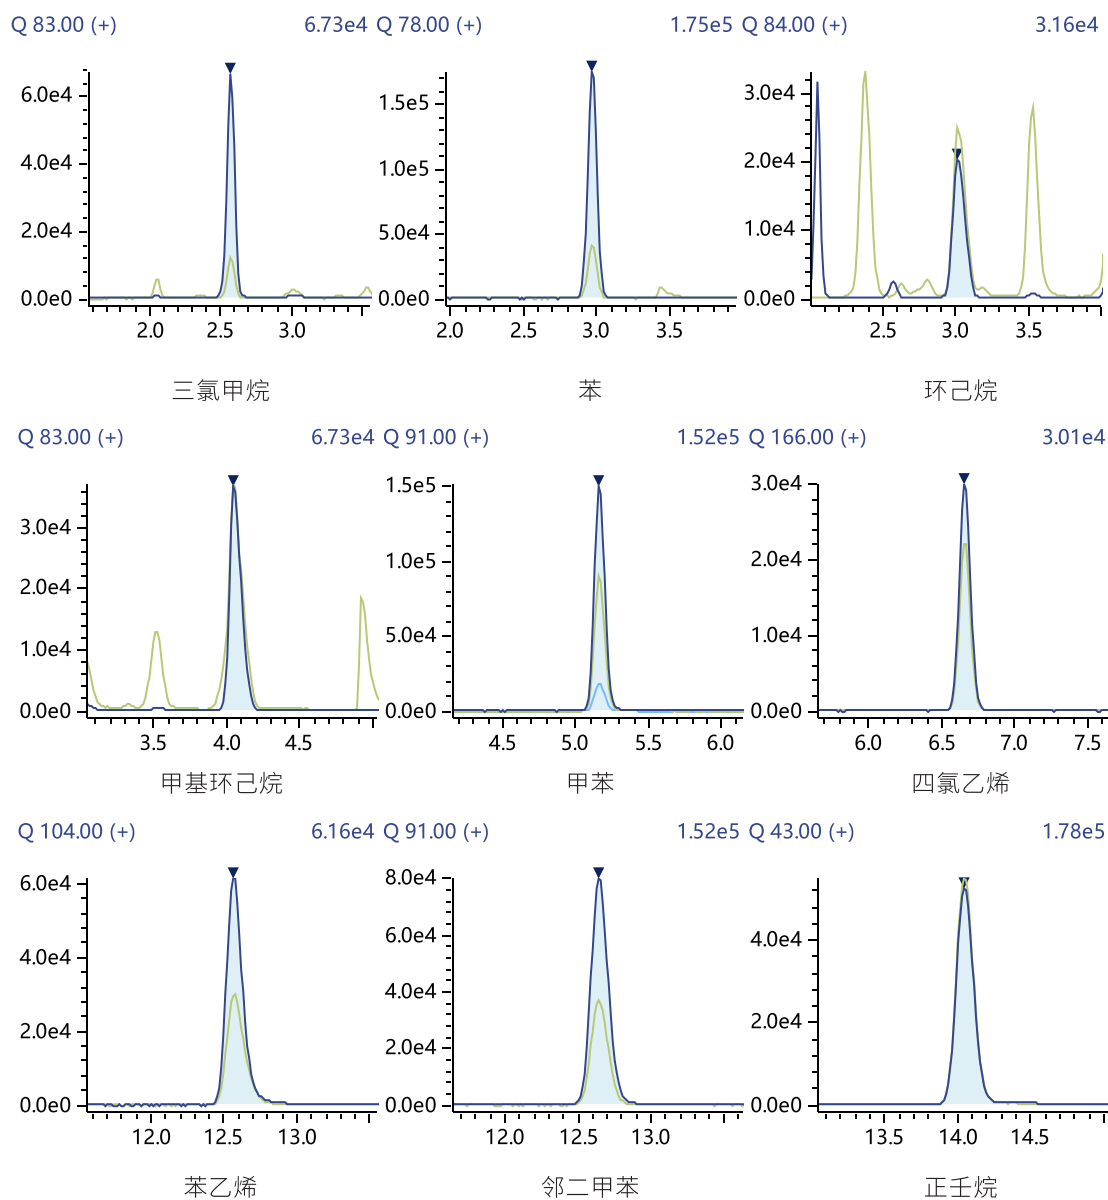 Q 83.00 (+) 6.73e4 Q 78.00 (+) 1.75e5 Q 84.00 (+) 3.16e4
6.0e4
4.0e4
2.0e4
0.0e0
2.0 2.5 3.0
1.5e5
1.0e5
5.0e4
0.0e0
2.0 2.5 3.0 3.5
3.0e4
2.0e4
1.0e4
0.0e0
2.5 3.0 3.5
三氯甲烷 苯 环己烷
Q 83.00 (+) 6.73e4 Q 91.00 (+) 1.52e5 Q 166.00 (+) 3.01e4
3.0e4
2.0e4
1.0e4
0.0e0
3.5 4.0 4.5
1.5e5
1.0e5
5.0e4
0.0e0
4.5 5.0 5.5 6.0
3.0e4
2.0e4
1.0e4
0.0e0
6.0 6.5 7.0 7.5
甲基环己烷 甲苯 四氯乙烯
Q 104.00 (+) 6.16e4 Q 91.00 (+) 1.52e5 Q 43.00 (+) 1.78e5
6.0e4
4.0e4
2.0e4
0.0e0
12.0 12.5 13.0
8.0e4
6.0e4
4.0e4
2.0e4
0.0e0
12.0 12.5 13.0
4.0e4
2.0e4
0.0e0
13.5 14.0 14.5
苯乙烯 邻二甲苯 正壬烷